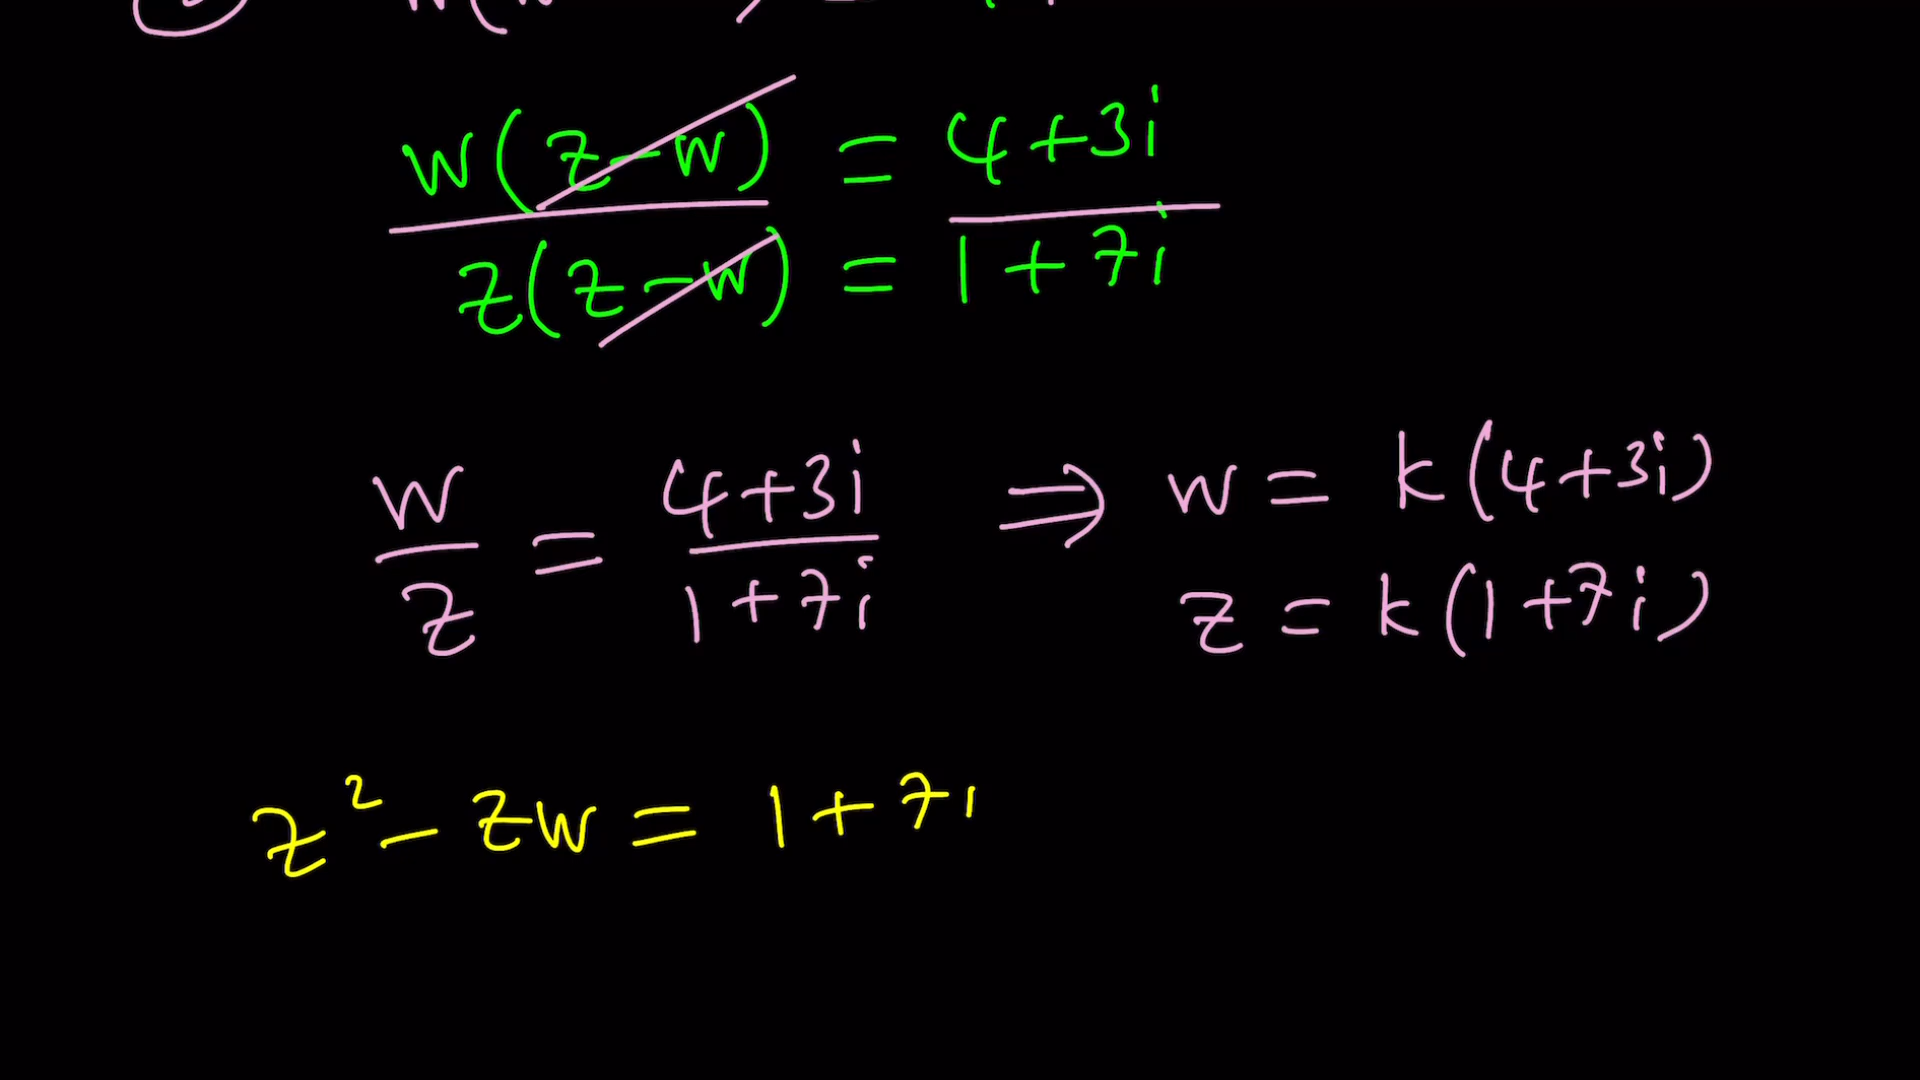 w(z-w) = 4+3i
z(z-w) = 1+7i
w/z = 4+3i/1+7i ⇒ w = k(4+3i)
z = k(1+7i)
z² - zw = 1+7i